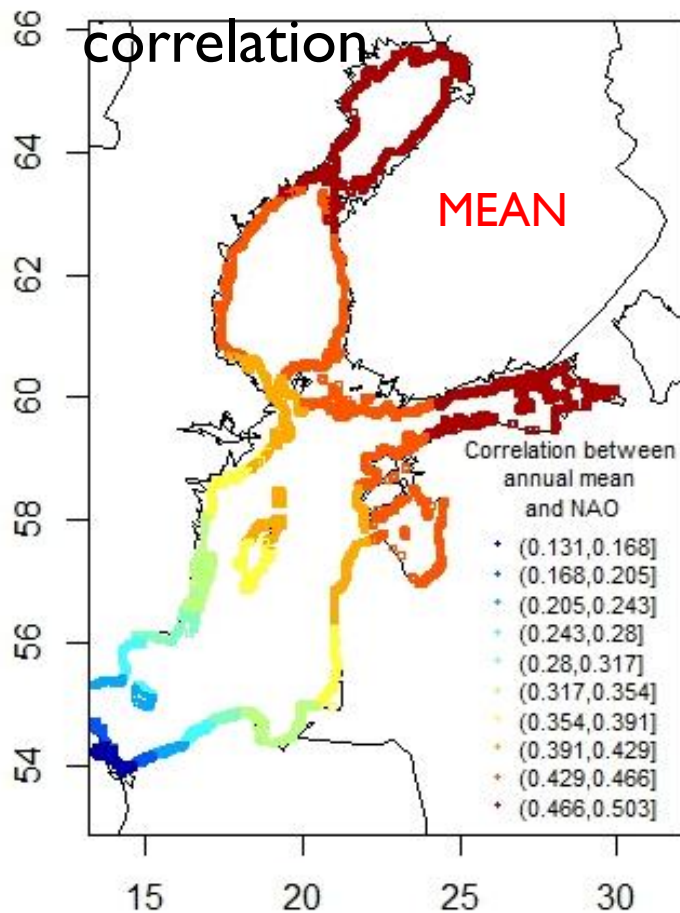 correlation
66
64
62
60
58
56
54
MEAN
Correlation between
annual mean
and NAO
(0.131,0.168]
(0.168,0.205]
(0.205,0.243]
(0.243,0.28]
(0.28,0.317]
(0.317,0.354]
(0.354,0.391]
(0.391,0.429]
(0.429,0.466]
(0.466,0.503]
15 20 25 30